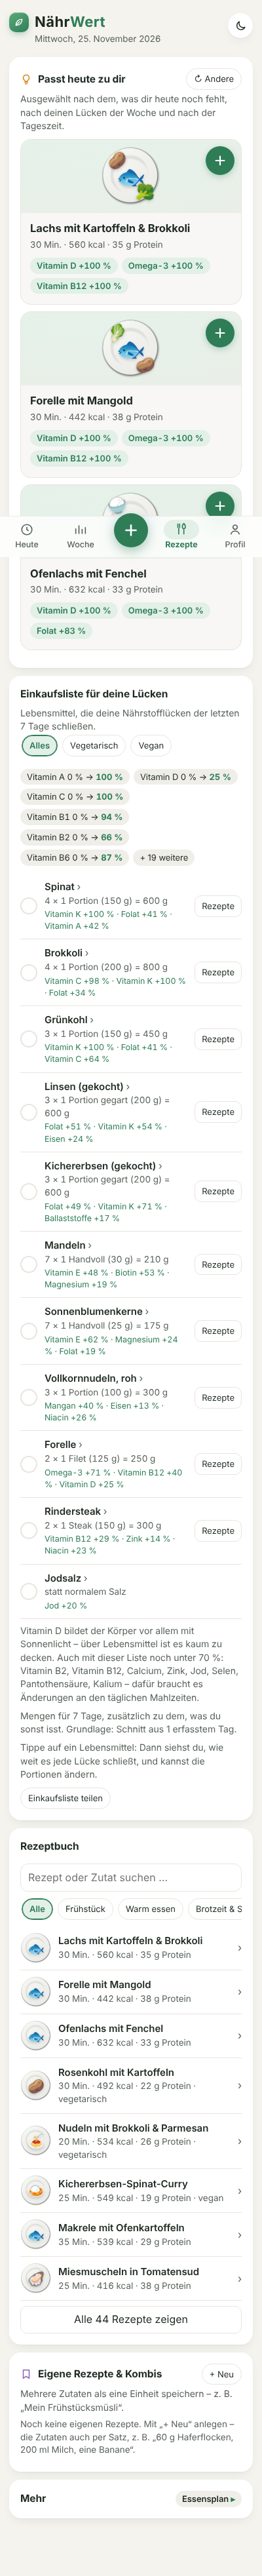 NährWert
Mittwoch, 25. November 2026
Passt heute zu dir
↻ Andere
Ausgewählt nach dem, was dir heute noch fehlt,
nach deinen Lücken der Woche und nach der
Tageszeit.
Lachs mit Kartoffeln & Brokkoli
30 Min. · 560 kcal · 35 g Protein
Vitamin D +100 % Omega-3 +100 %
Vitamin B12 +100 %
Forelle mit Mangold
30 Min. · 442 kcal · 38 g Protein
Vitamin D +100 % Omega-3 +100 %
Vitamin B12 +100 %
Heute Woche Rezepte Profil
Ofenlachs mit Fenchel
30 Min. · 632 kcal · 33 g Protein
Vitamin D +100 % Omega-3 +100 %
Folat +83 %
Einkaufsliste für deine Lücken
Lebensmittel, die deine Nährstofflücken der letzten
7 Tage schließen.
Alles Vegetarisch Vegan
Vitamin A 0 % → 100 % Vitamin D 0 % → 25 %
Vitamin C 0 % → 100 %
Vitamin B1 0 % → 94 %
Vitamin B2 0 % → 66 %
Vitamin B6 0 % → 87 % + 19 weitere
Spinat ›
4 × 1 Portion (150 g) = 600 g
Vitamin K +100 % · Folat +41 % ·
Vitamin A +42 %
Rezepte
Brokkoli ›
4 × 1 Portion (200 g) = 800 g
Vitamin C +98 % · Vitamin K +100 %
· Folat +34 %
Rezepte
Grünkohl ›
3 × 1 Portion (150 g) = 450 g
Vitamin K +100 % · Folat +41 % ·
Vitamin C +64 %
Rezepte
Linsen (gekocht) ›
3 × 1 Portion gegart (200 g) =
600 g
Folat +51 % · Vitamin K +54 % ·
Eisen +24 %
Rezepte
Kichererbsen (gekocht) ›
3 × 1 Portion gegart (200 g) =
600 g
Folat +49 % · Vitamin K +71 % ·
Ballaststoffe +17 %
Rezepte
Mandeln ›
7 × 1 Handvoll (30 g) = 210 g
Vitamin E +48 % · Biotin +53 % ·
Magnesium +19 %
Rezepte
Sonnenblumenkerne ›
7 × 1 Handvoll (25 g) = 175 g
Vitamin E +62 % · Magnesium +24
% · Folat +19 %
Rezepte
Vollkornnudeln, roh ›
3 × 1 Portion (100 g) = 300 g
Mangan +40 % · Eisen +13 % ·
Niacin +26 %
Rezepte
Forelle ›
2 × 1 Filet (125 g) = 250 g
Omega-3 +71 % · Vitamin B12 +40
% · Vitamin D +25 %
Rezepte
Rindersteak ›
2 × 1 Steak (150 g) = 300 g
Vitamin B12 +29 % · Zink +14 % ·
Niacin +23 %
Rezepte
Jodsalz ›
statt normalem Salz
Jod +20 %
Vitamin D bildet der Körper vor allem mit
Sonnenlicht – über Lebensmittel ist es kaum zu
decken. Auch mit dieser Liste noch unter 70 %:
Vitamin B2, Vitamin B12, Calcium, Zink, Jod, Selen,
Pantothensäure, Kalium – dafür braucht es
Änderungen an den täglichen Mahlzeiten.
Mengen für 7 Tage, zusätzlich zu dem, was du
sonst isst. Grundlage: Schnitt aus 1 erfasstem Tag.
Tippe auf ein Lebensmittel: Dann siehst du, wie
weit es jede Lücke schließt, und kannst die
Portionen ändern.
Einkaufsliste teilen
Rezeptbuch
Rezept oder Zutat suchen ...
Alle Frühstück Warm essen Brotzeit & S
Lachs mit Kartoffeln & Brokkoli
30 Min. · 560 kcal · 35 g Protein
Forelle mit Mangold
30 Min. · 442 kcal · 38 g Protein
Ofenlachs mit Fenchel
30 Min. · 632 kcal · 33 g Protein
Rosenkohl mit Kartoffeln
30 Min. · 492 kcal · 22 g Protein ·
vegetarisch
Nudeln mit Brokkoli & Parmesan
20 Min. · 534 kcal · 26 g Protein ·
vegetarisch
Kichererbsen-Spinat-Curry
25 Min. · 549 kcal · 19 g Protein · vegan
Makrele mit Ofenkartoffeln
35 Min. · 539 kcal · 29 g Protein
Miesmuscheln in Tomatensud
25 Min. · 416 kcal · 38 g Protein
Alle 44 Rezepte zeigen
Eigene Rezepte & Kombis
+ Neu
Mehrere Zutaten als eine Einheit speichern – z. B.
„Mein Frühstücksmüsli“.
Noch keine eigenen Rezepte. Mit „+ Neu“ anlegen –
die Zutaten auch per Satz, z. B. „60 g Haferflocken,
200 ml Milch, eine Banane“.
Mehr
Essensplan ▸